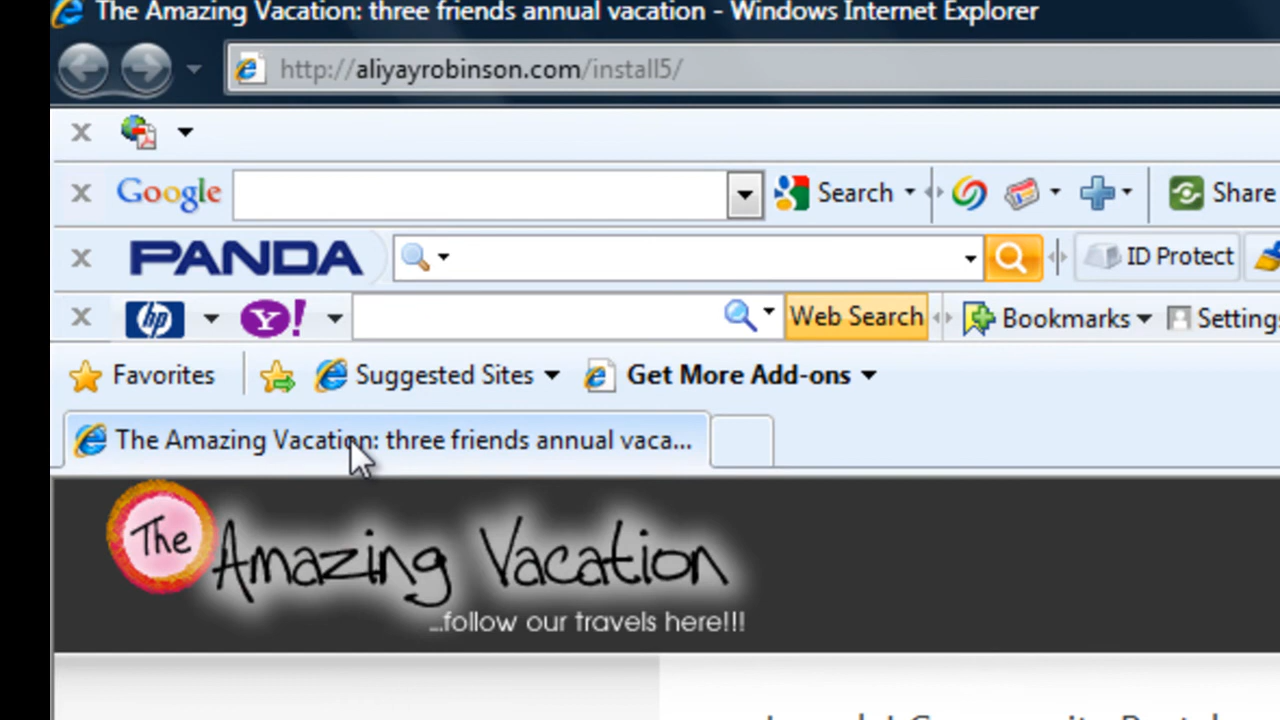 The Amazing Vacation: three friends annual vacation - Windows Internet Explorer
http://aliyayrobinson.com/install5/
Google Search Share
PANDA ID Protect
hp Y! Web Search Bookmarks Settings
Favorites Suggested Sites Get More Add-ons
The Amazing Vacation: three friends annual vaca...
The Amazing Vacation
...follow our travels here!!!